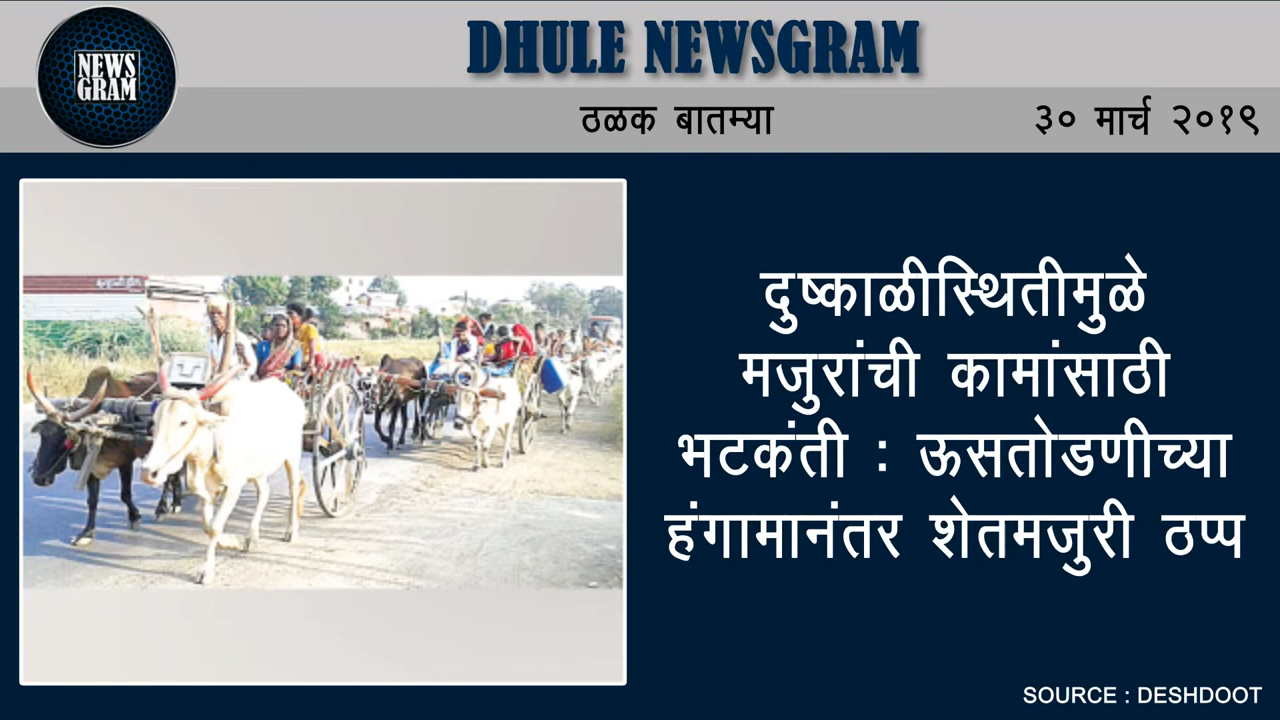 NEWS
GRAM
DHULE NEWSGRAM
ठळक बातम्या
३० मार्च २०१९
दुष्काळीस्थितीमुळे
मजुरांची कामांसाठी
भटकंती : ऊसतोडणीच्या
हंगामानंतर शेतमजुरी ठप्प
SOURCE : DESHDOOT